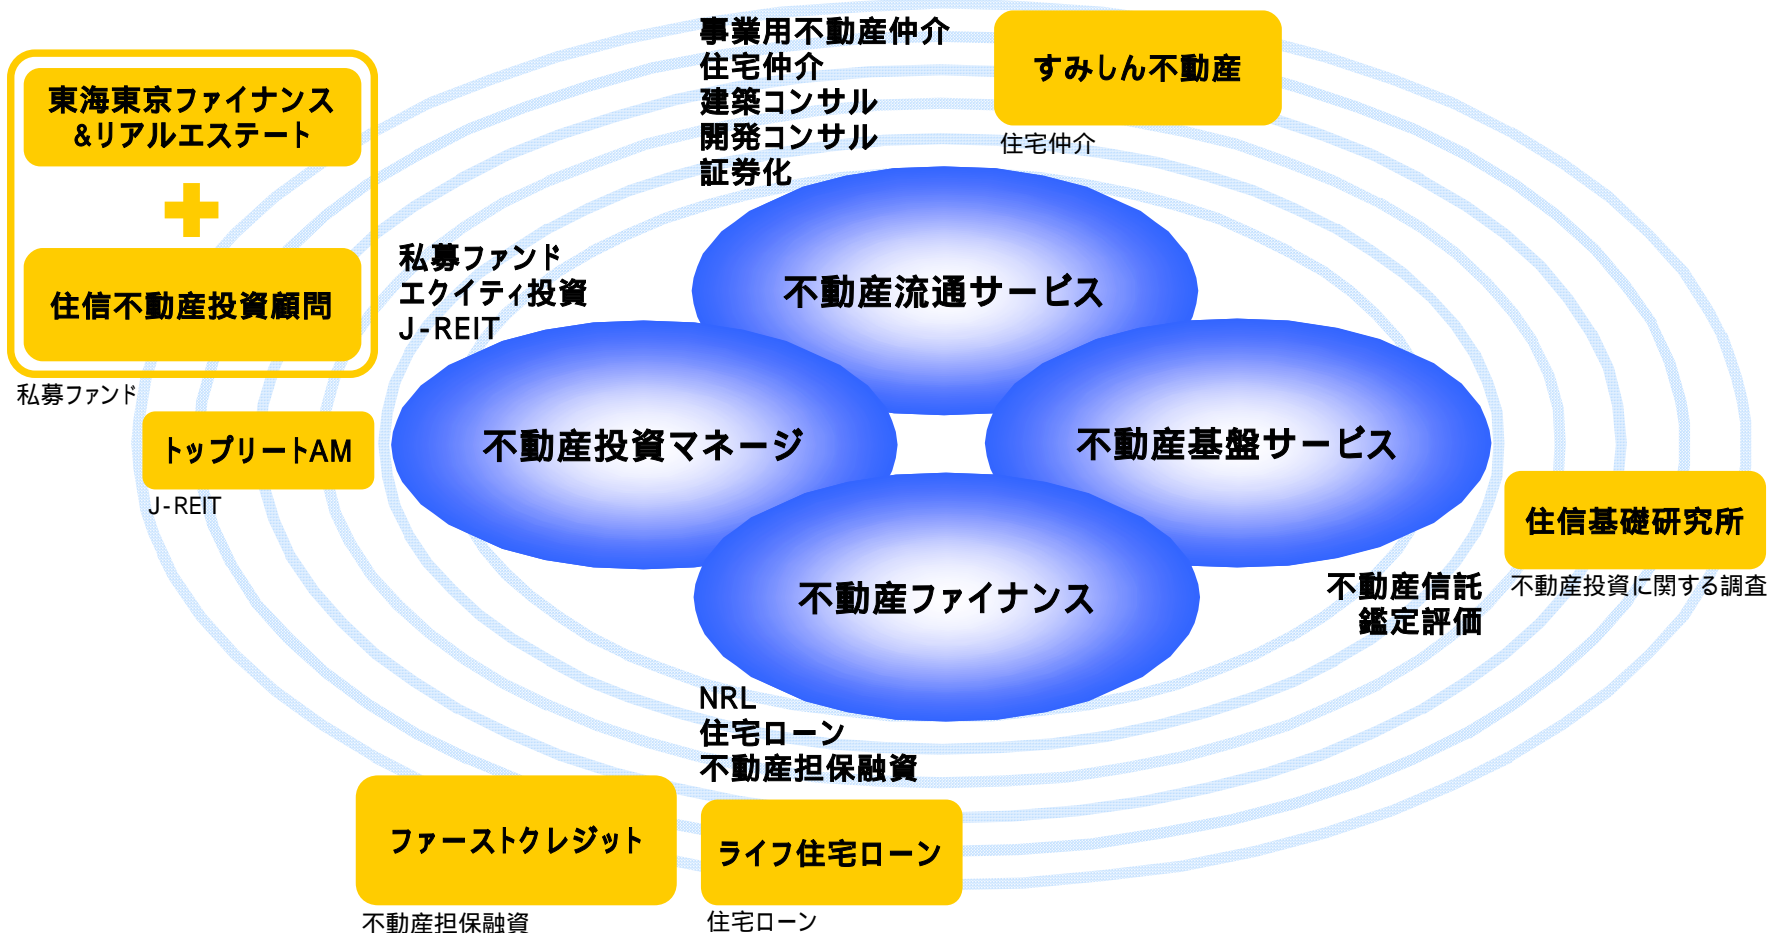 事業用不動産仲介
住宅仲介
建築コンサル
開発コンサル
証券化
すみしん不動産
住宅仲介
東海東京ファイナンス
&リアルエステート
住信不動産投資顧問
私募ファンド
私募ファンド
エクイティ投資
J-REIT
トップリートAM
J-REIT
不動産流通サービス
不動産投資マネージ
不動産基盤サービス
不動産ファイナンス
住信基礎研究所
不動産投資に関する調査
不動産信託
鑑定評価
NRL
住宅ローン
不動産担保融資
ファーストクレジット
不動産担保融資
ライフ住宅ローン
住宅ローン